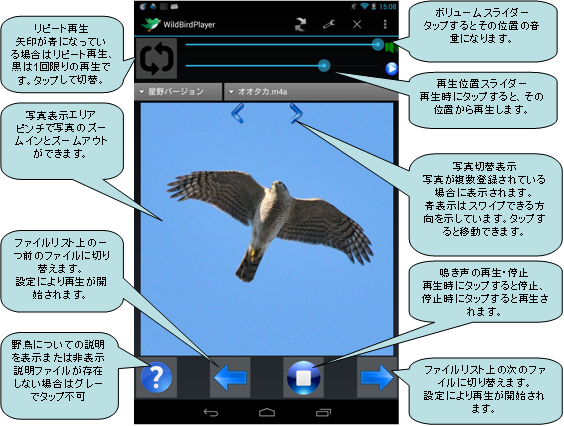 リピート再生
矢印が青になってい
る場合はリピート再生、
黒は1回限りの再生で
す。タップして切替。
写真表示エリア
ピンチで写真のズー
ムインとズームアウト
ができます。
ファイルリスト上の一
つ前のファイルに切り
替えます。
設定により再生が開
始されます。
野鳥についての説明
を表示または非表示
説明ファイルが存在
しない場合はグレー
でタップ不可
15:08
WildBirdPlayer
星野バージョン
オオタカ.m4a
ボリュームスライダー
タップするとその位置の音
量になります。
再生位置スライダー
再生時にタップすると、その
位置から再生します。
写真切替表示
写真が複数登録されている
場合に表示されます。
青表示はスワイプできる方
向を示しています。タップす
ると移動できます。
鳴き声の再生・停止
再生時にタップすると停止、
停止時にタップすると再生さ
れます。
ファイルリスト上の次のファ
イルに切り替えます。
設定により再生が開始されま
す。